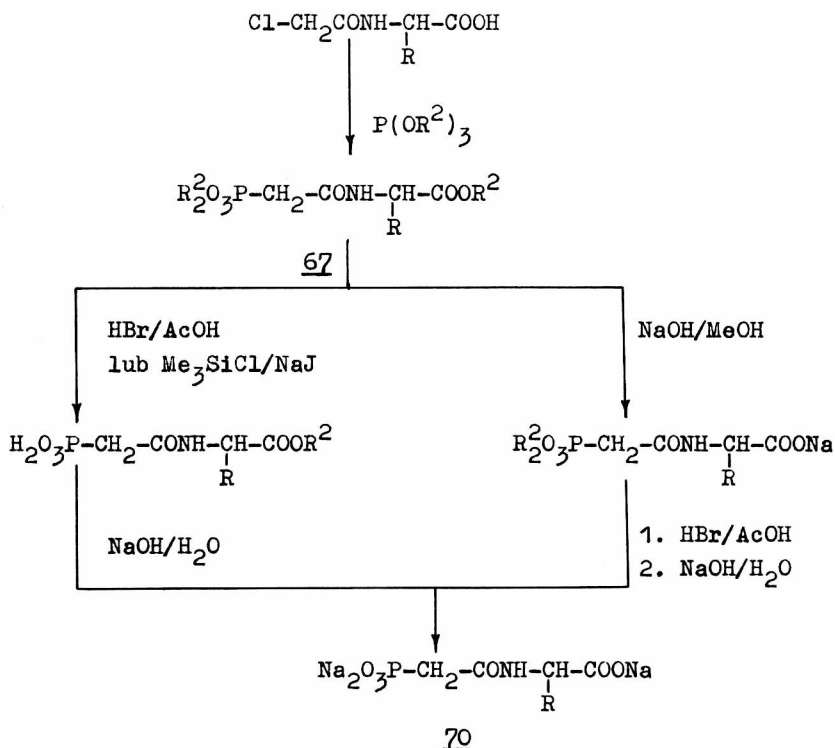 Cl-CH₂CONH-CH-COOH
R
P(OR²)₃
R²₂O₃P-CH₂-CONH-CH-COOR²
R
67
HBr/AcOH
lub Me₃SiCl/NaJ
NaOH/MeOH
H₂O₃P-CH₂-CONH-CH-COOR²
R
R²₂O₃P-CH₂-CONH-CH-COONa
R
NaOH/H₂O
1. HBr/AcOH
2. NaOH/H₂O
Na₂O₃P-CH₂-CONH-CH-COONa
R
70